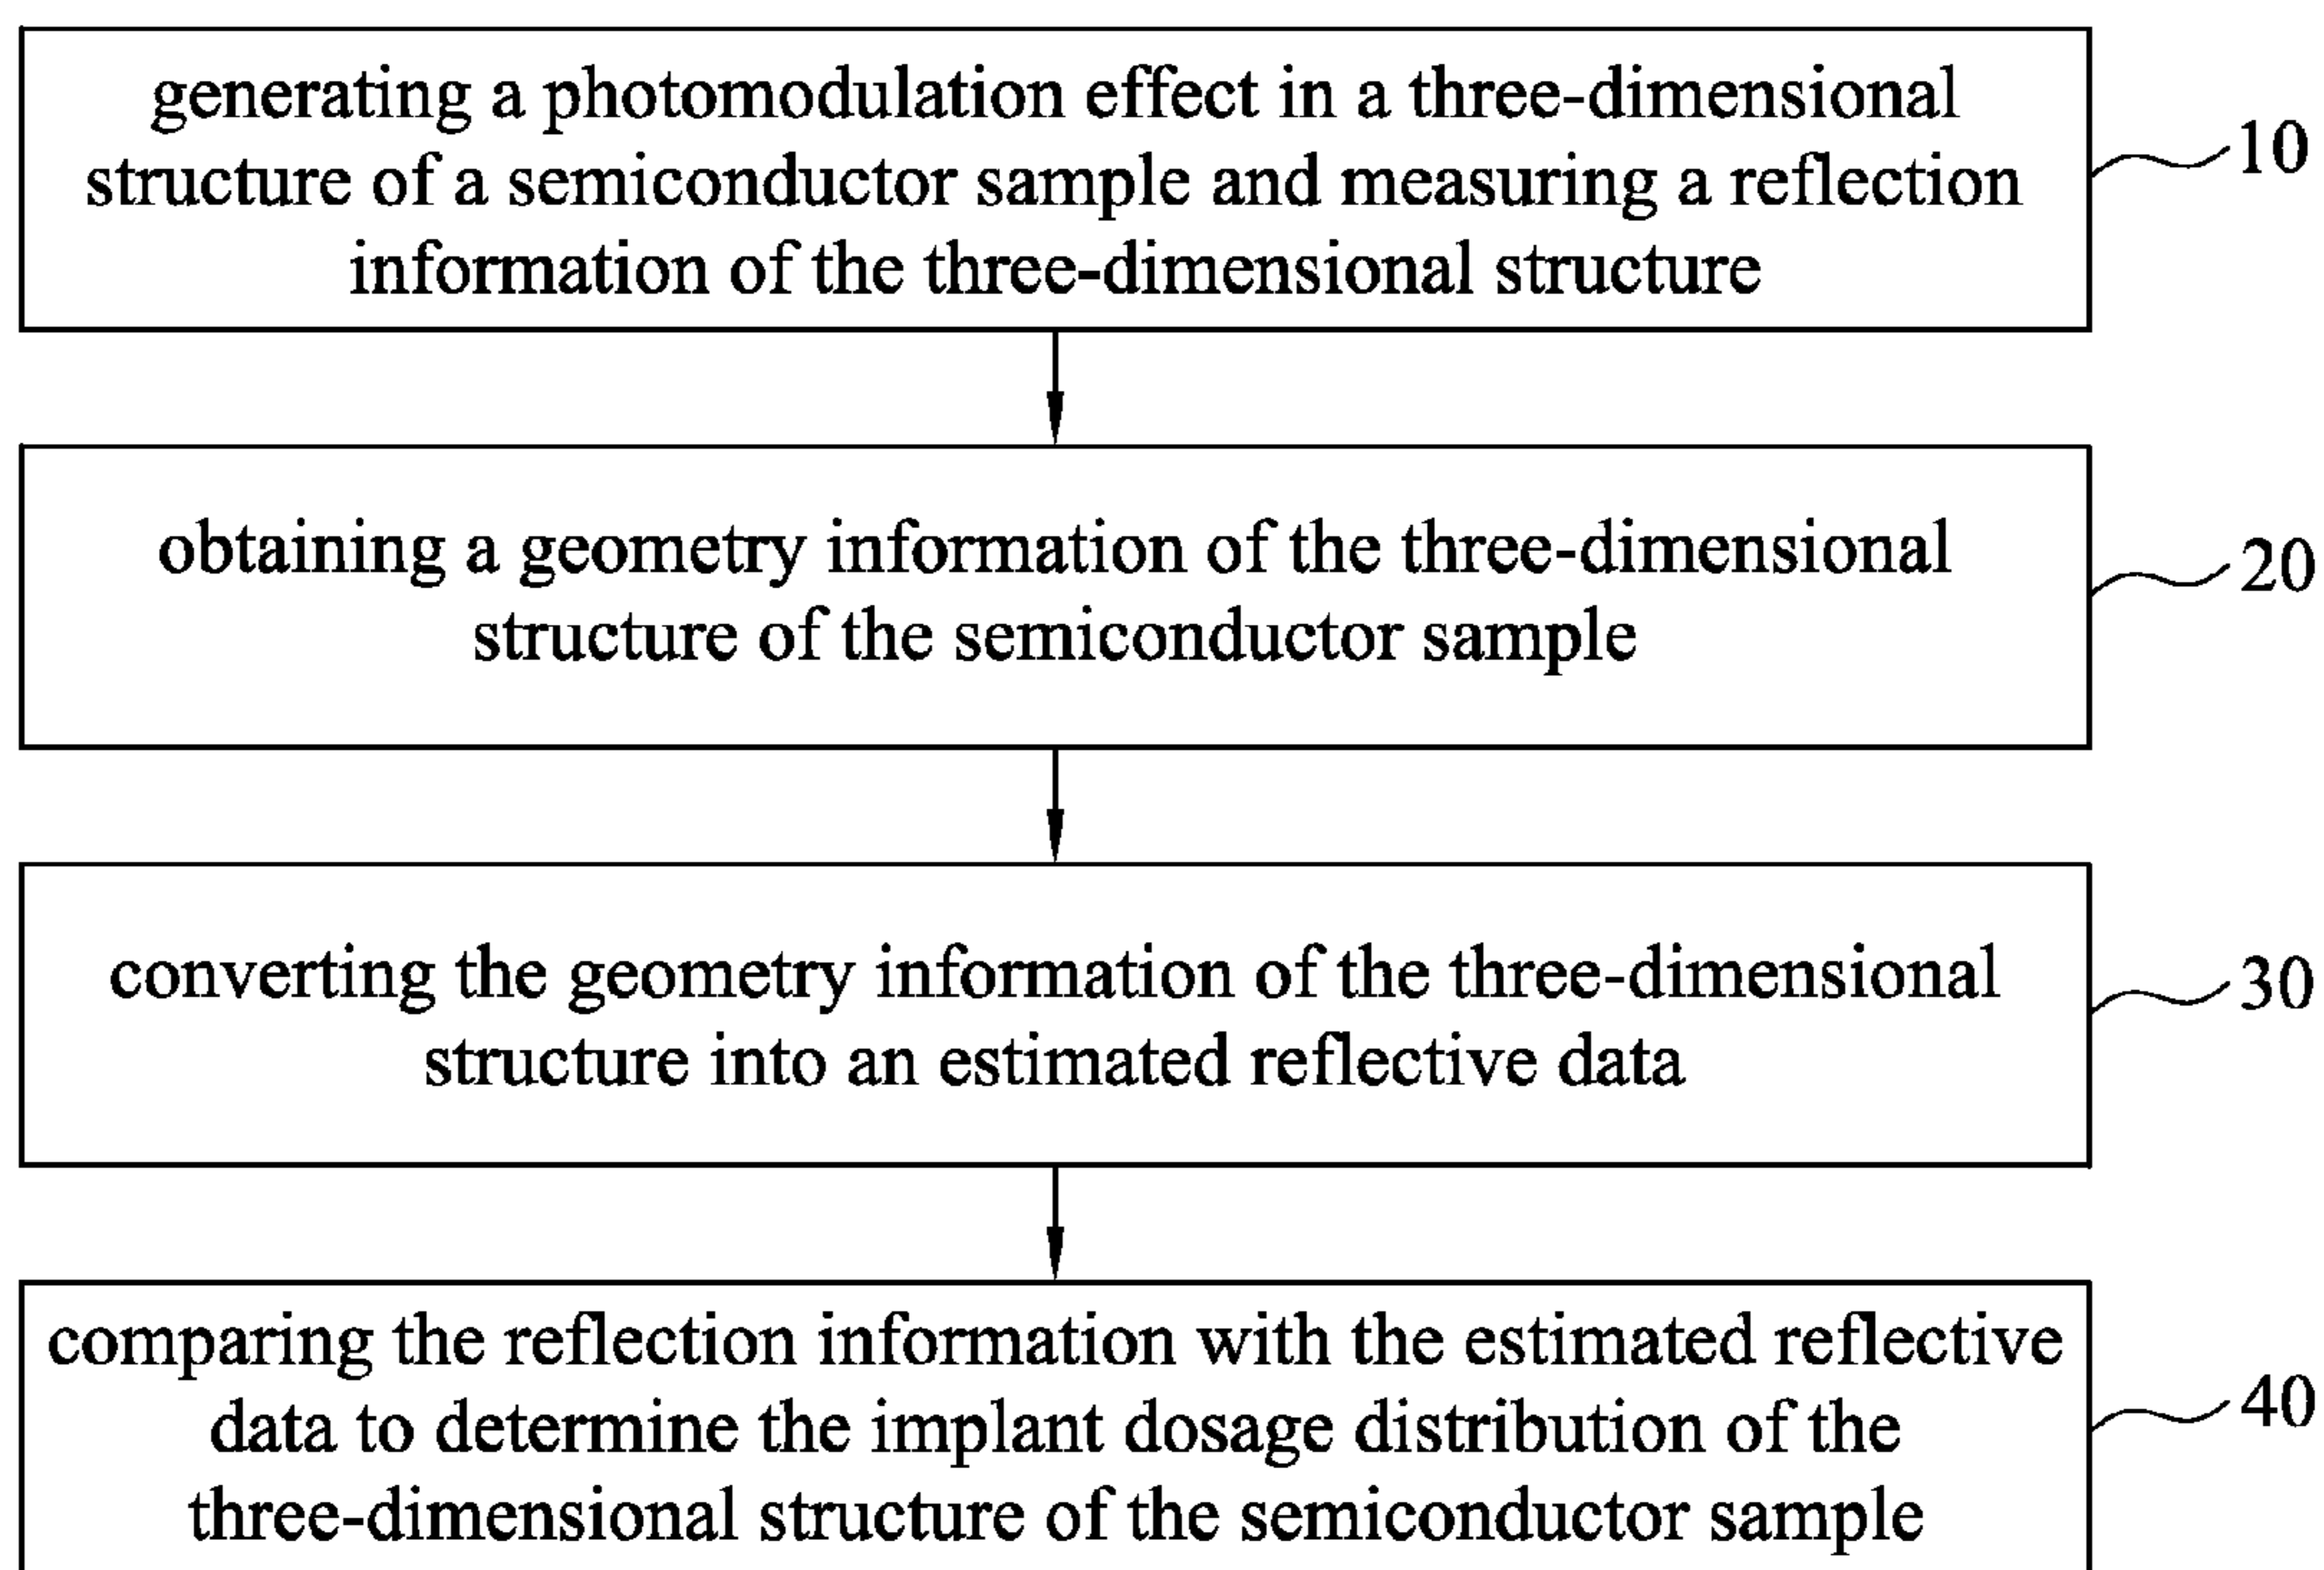 generating a photomodulation effect in a three-dimensional
structure of a semiconductor sample and measuring a reflection
information of the three-dimensional structure
10
obtaining a geometry information of the three-dimensional
structure of the semiconductor sample
20
converting the geometry information of the three-dimensional
structure into an estimated reflective data
30
comparing the reflection information with the estimated reflective
data to determine the implant dosage distribution of the
three-dimensional structure of the semiconductor sample
40